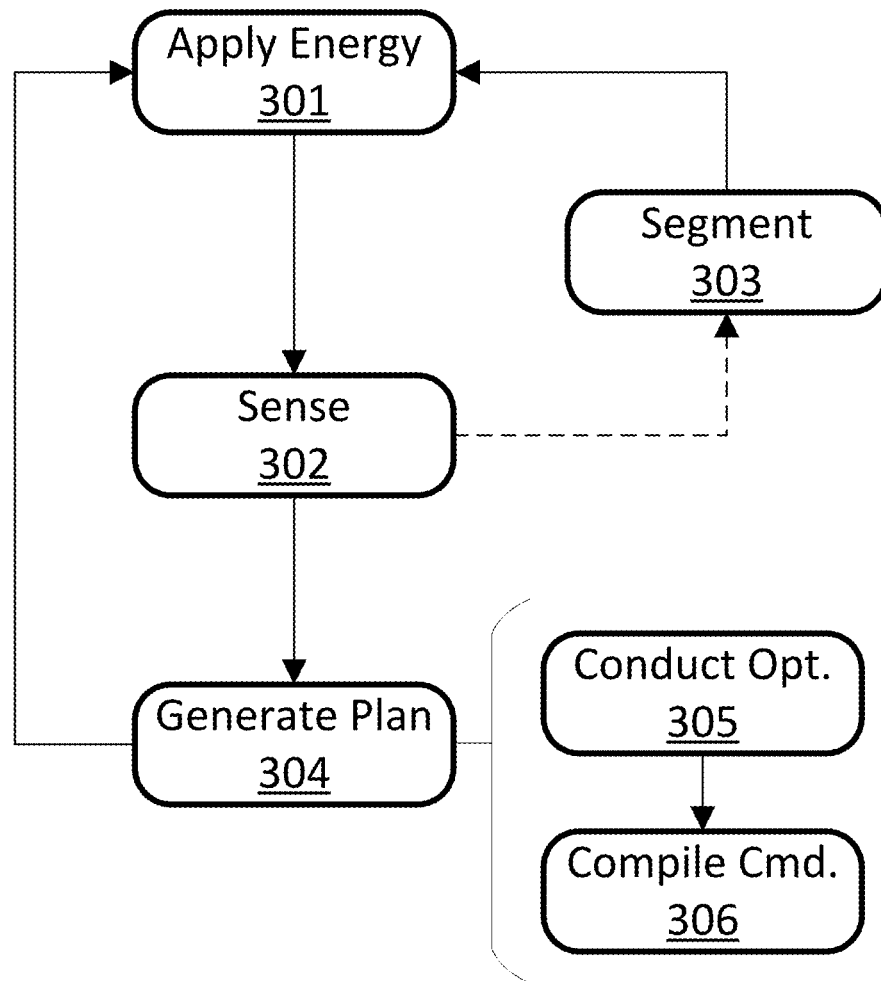 Apply Energy
301
Segment
303
Sense
302
Generate Plan
304
Conduct Opt.
305
Compile Cmd.
306